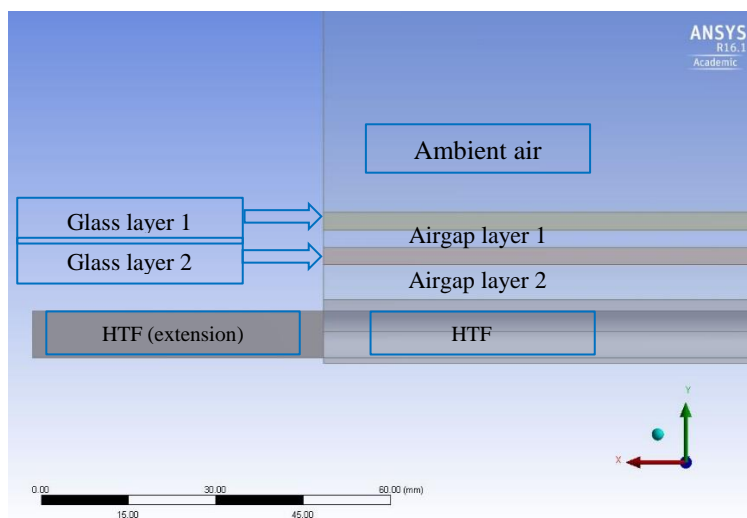 ANSYS
R16.1
Academic
Ambient air
Glass layer 1
Airgap layer 1
Glass layer 2
Airgap layer 2
HTF (extension)
HTF
Y
X
0.00
30.00
60.00 (mm)
15.00
45.00